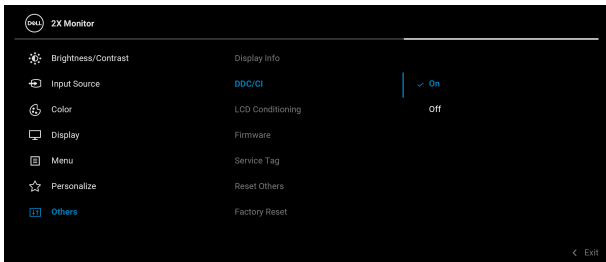 DELL 2X Monitor
Brightness/Contrast Display Info
Input Source DDC/CI On
Color LCD Conditioning Off
Display Firmware
Menu Service Tag
Personalize Reset Others
Others Factory Reset
Exit